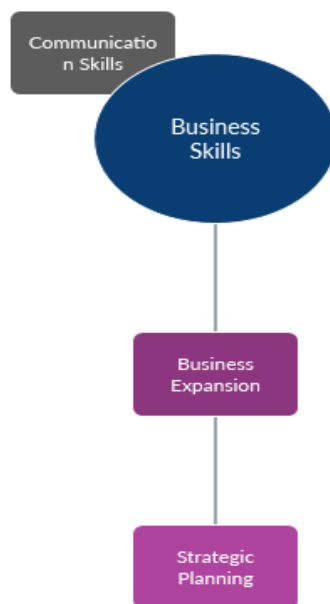 Communicatio
n Skills
Business
Skills
Business
Expansion
Strategic
Planning